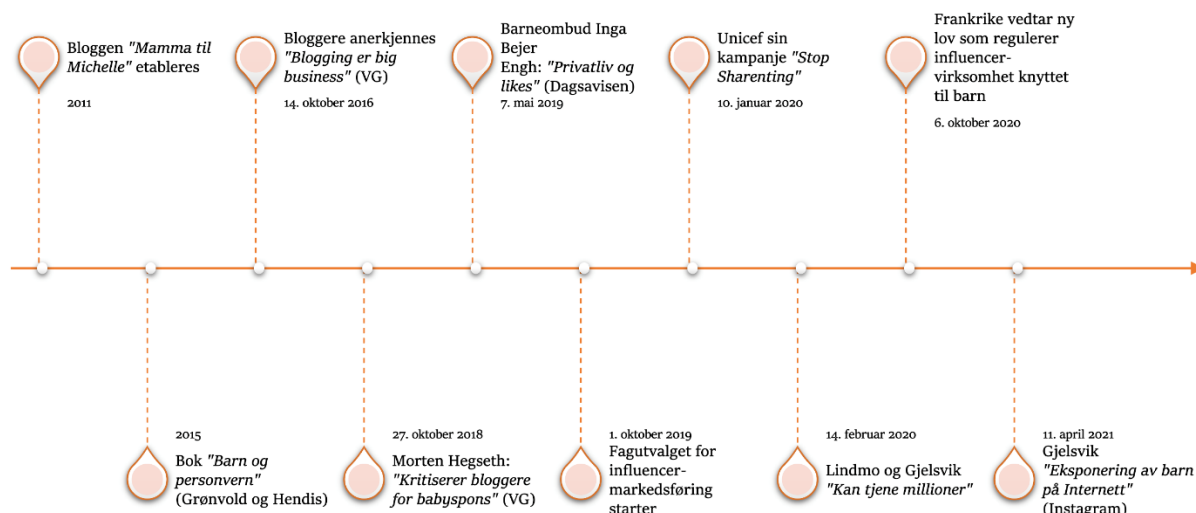 Bloggen "Mamma til
Michelle" etableres
2011
Bloggere anerkjennes
"Blogging er big
business" (VG)
14. oktober 2016
Barneombud Inga
Bejer
Engh: "Privatliv og
likes" (Dagsavisen)
7. mai 2019
Unicef sin
kampanje "Stop
Sharenting"
10. januar 2020
Frankrike vedtar ny
lov som regulerer
influencer-
virksomhet knyttet
til barn
6. oktober 2020
2015
Bok "Barn og
personvern"
(Grønvold og Hendis)
27. oktober 2018
Morten Hegseth:
"Kritiserer bloggere
for babyspons" (VG)
1. oktober 2019
Fagutvalget for
influencer-
markedsføring
starter
14. februar 2020
Lindmo og Gjelsvik
"Kan tjene millioner"
11. april 2021
Gjelsvik
"Eksponering av barn
på Internett"
(Instagram)